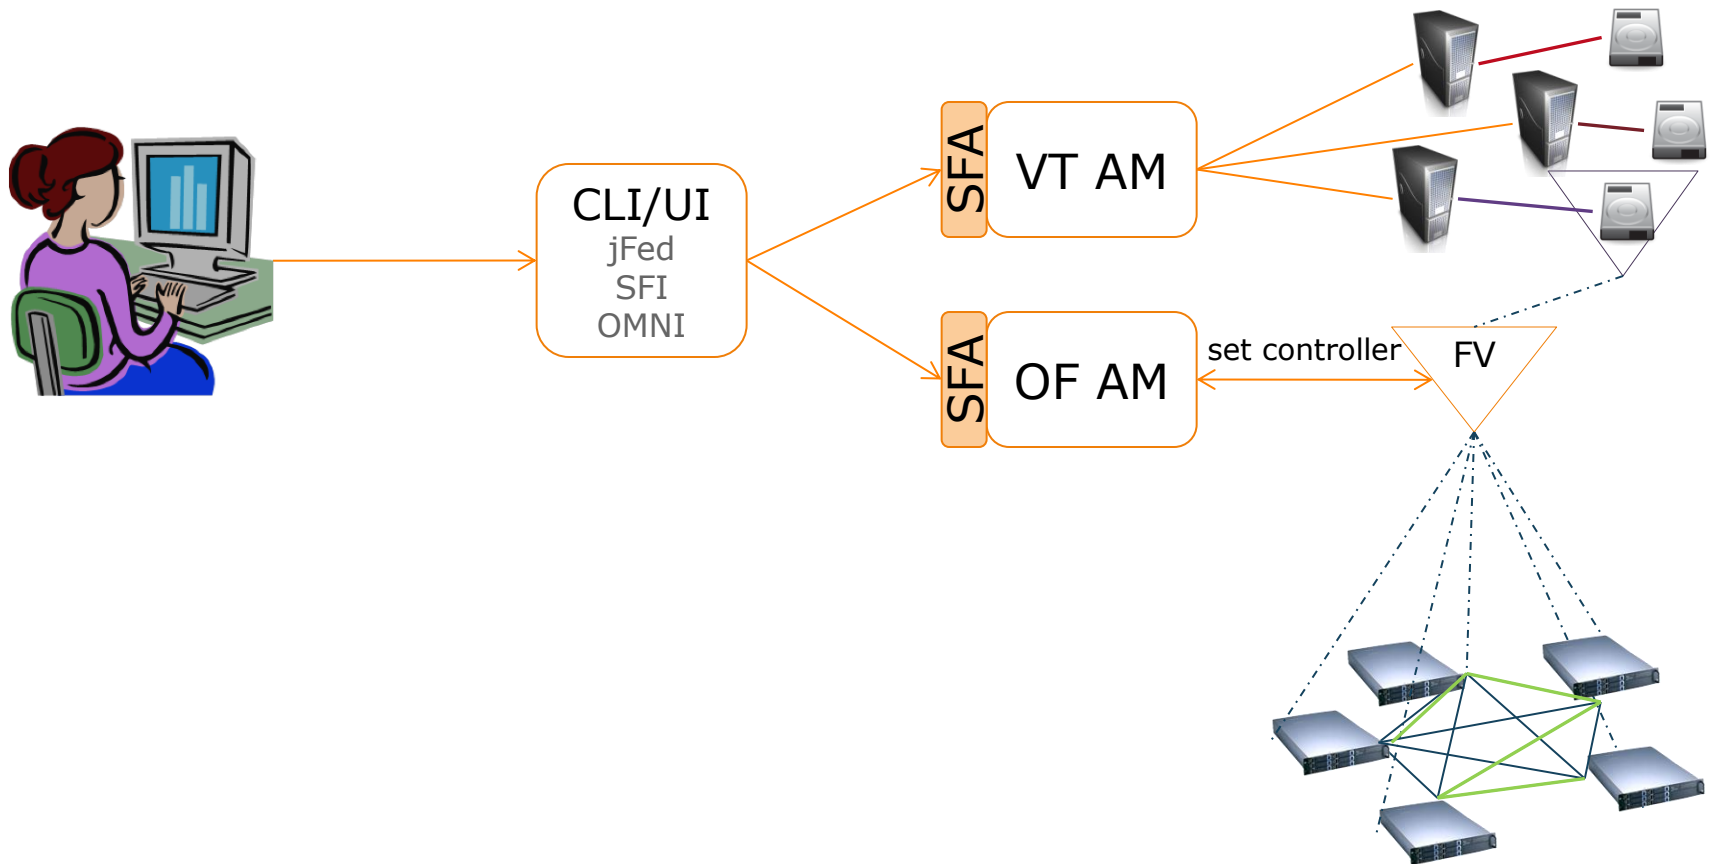 CLI/UI
jFed
SFI
OMNI
SFA
VT AM
SFA
OF AM
set controller
FV